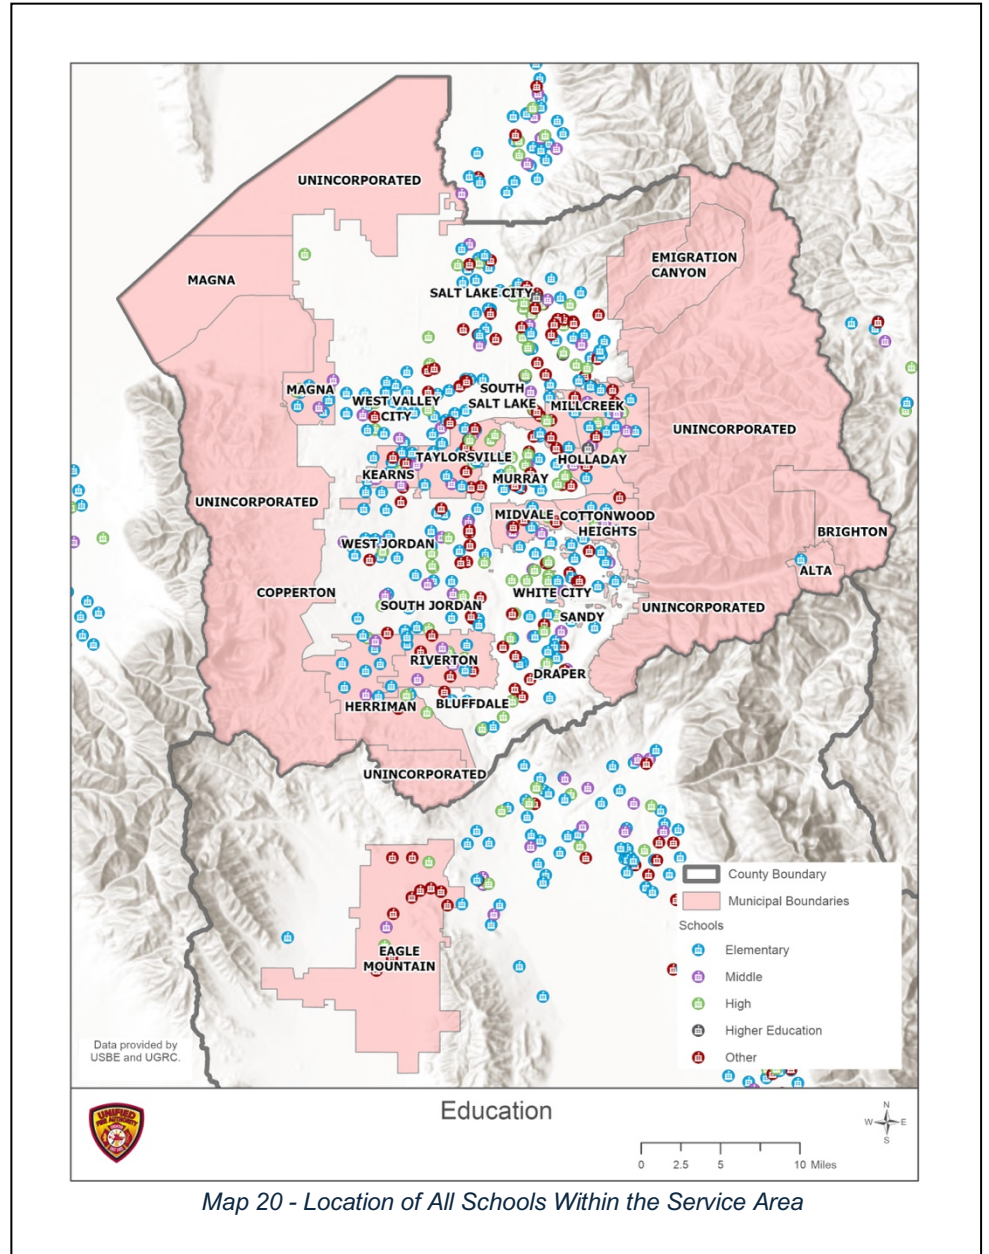 UNINCORPORATED
MAGNA
EMIGRATION
CANYON
SALT LAKE CITY
MAGNA
WEST VALLEY
CITY
SOUTH
SALT LAKE
MILLCREEK
UNINCORPORATED
TAYLORSVILLE
HOLLADAY
KEARNS
MURRAY
UNINCORPORATED
MIDVALE
COTTONWOOD
HEIGHTS
BRIGHTON
WEST JORDAN
ALTA
COPPERTON
WHITE CITY
SOUTH JORDAN
UNINCORPORATED
SANDY
RIVERTON
DRAPER
HERRIMAN
BLUFFDALE
UNINCORPORATED
EAGLE
MOUNTAIN
County Boundary
Municipal Boundaries
Schools
Elementary
Middle
High
Higher Education
Other
Data provided by
USBE and UGRC.
UNIFIED
FIRE AUTHORITY
Education
N
W
E
S
0 2.5 5 10 Miles
Map 20 - Location of All Schools Within the Service Area